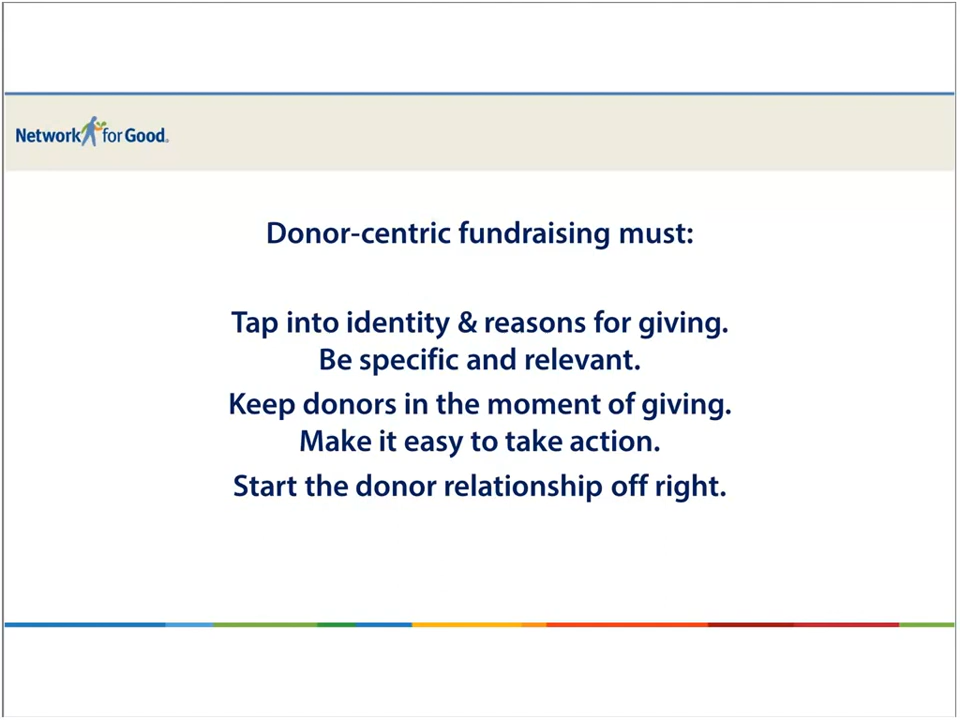 Network for Good.
Donor-centric fundraising must:
Tap into identity & reasons for giving.
Be specific and relevant.
Keep donors in the moment of giving.
Make it easy to take action.
Start the donor relationship off right.